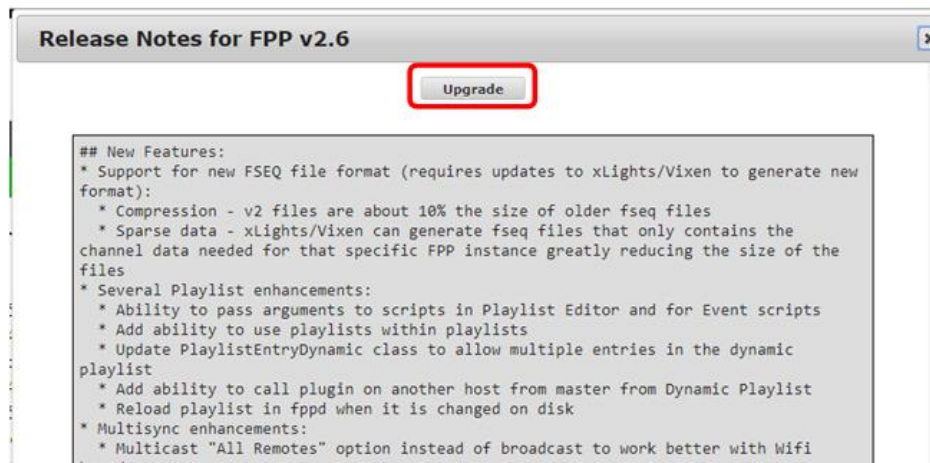 Release Notes for FPP v2.6
Upgrade
## New Features:
* Support for new FSEQ file format (requires updates to xLights/Vixen to generate new
format):
* Compression - v2 files are about 10% the size of older fseq files
* Sparse data - xLights/Vixen can generate fseq files that only contains the
channel data needed for that specific FPP instance greatly reducing the size of the
files
* Several Playlist enhancements:
* Ability to pass arguments to scripts in Playlist Editor and for Event scripts
* Add ability to use playlists within playlists
* Update PlaylistEntryDynamic class to allow multiple entries in the dynamic
playlist
* Add ability to call plugin on another host from master from Dynamic Playlist
* Reload playlist in fppd when it is changed on disk
* Multisync enhancements:
* Multicast "All Remotes" option instead of broadcast to work better with Wifi